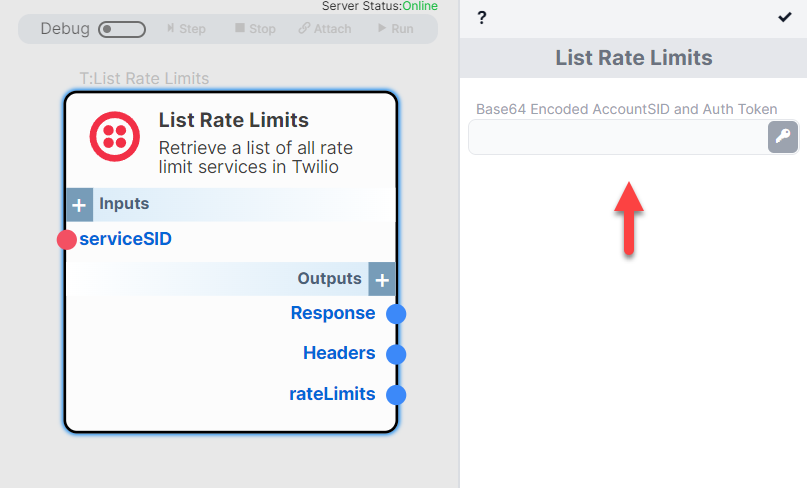 Server Status:Online
Debug
Step
Stop
Attach
Run
T:List Rate Limits
List Rate Limits
Retrieve a list of all rate
limit services in Twilio
+ Inputs
serviceSID
Outputs +
Response
Headers
rateLimits
?
List Rate Limits
Base64 Encoded AccountSID and Auth Token